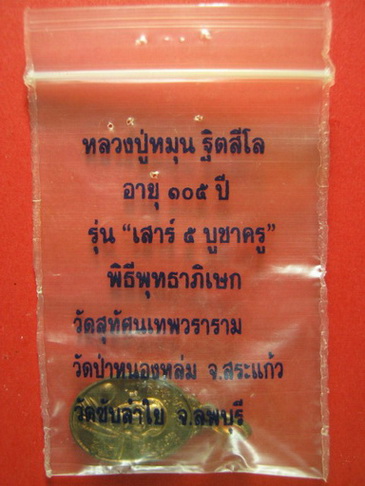 หลวงปู่หมุน ฐิตสีโล
อายุ ๑๐๕ ปี
รุ่น “เสาร์ ๕ บูชาครู”
พิธีพุทธาภิเษก
วัดสุทัศนเทพวราราม
วัดป่าหนองหล่ม จ.สระแก้ว
วัดซับลำใย จ.ลพบุรี